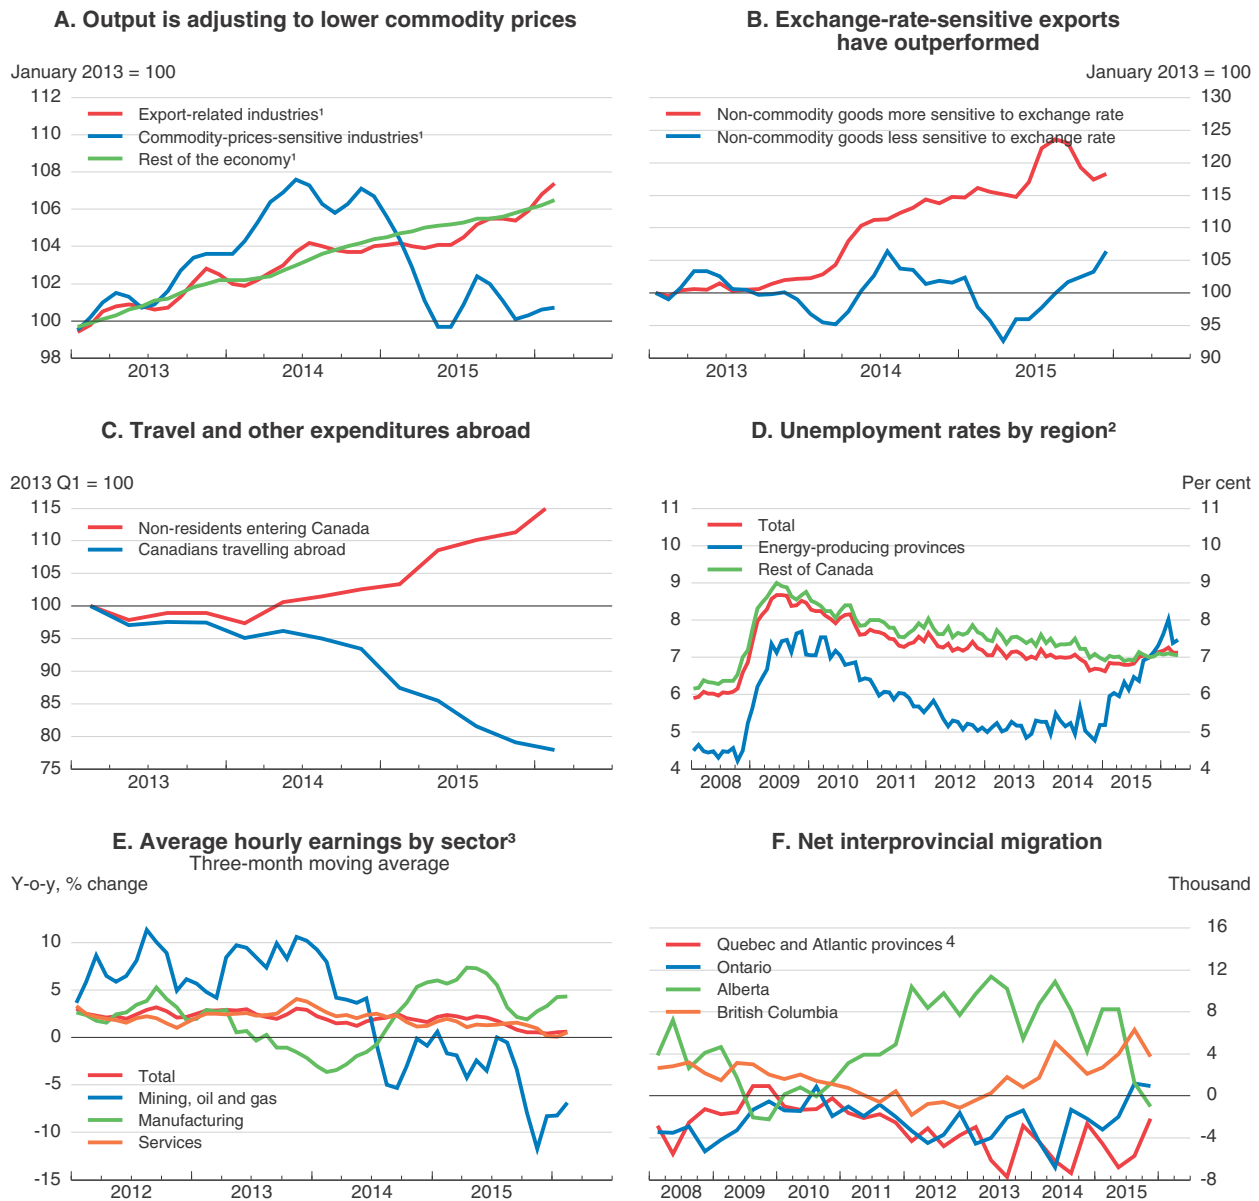 A. Output is adjusting to lower commodity prices
January 2013 = 100
112
110
108
106
104
102
100
98
Export-related industries¹
Commodity-prices-sensitive industries¹
Rest of the economy¹
2013 2014 2015
B. Exchange-rate-sensitive exports
have outperformed
January 2013 = 100
130
125
120
115
110
105
100
95
90
Non-commodity goods more sensitive to exchange rate
Non-commodity goods less sensitive to exchange rate
2013 2014 2015
C. Travel and other expenditures abroad
2013 Q1 = 100
115
110
105
100
95
90
85
80
75
Non-residents entering Canada
Canadians travelling abroad
2013 2014 2015
D. Unemployment rates by region²
Per cent
11 11
10 10
9 9
8 8
7 7
6 6
5 5
4 4
Total
Energy-producing provinces
Rest of Canada
2008 2009 2010 2011 2012 2013 2014 2015
E. Average hourly earnings by sector³
Three-month moving average
Y-o-y, % change
10
5
0
-5
-10
-15
Total
Mining, oil and gas
Manufacturing
Services
2012 2013 2014 2015
F. Net interprovincial migration
Thousand
16
12
8
4
0
-4
-8
Quebec and Atlantic provinces 4
Ontario
Alberta
British Columbia
2008 2009 2010 2011 2012 2013 2014 2015